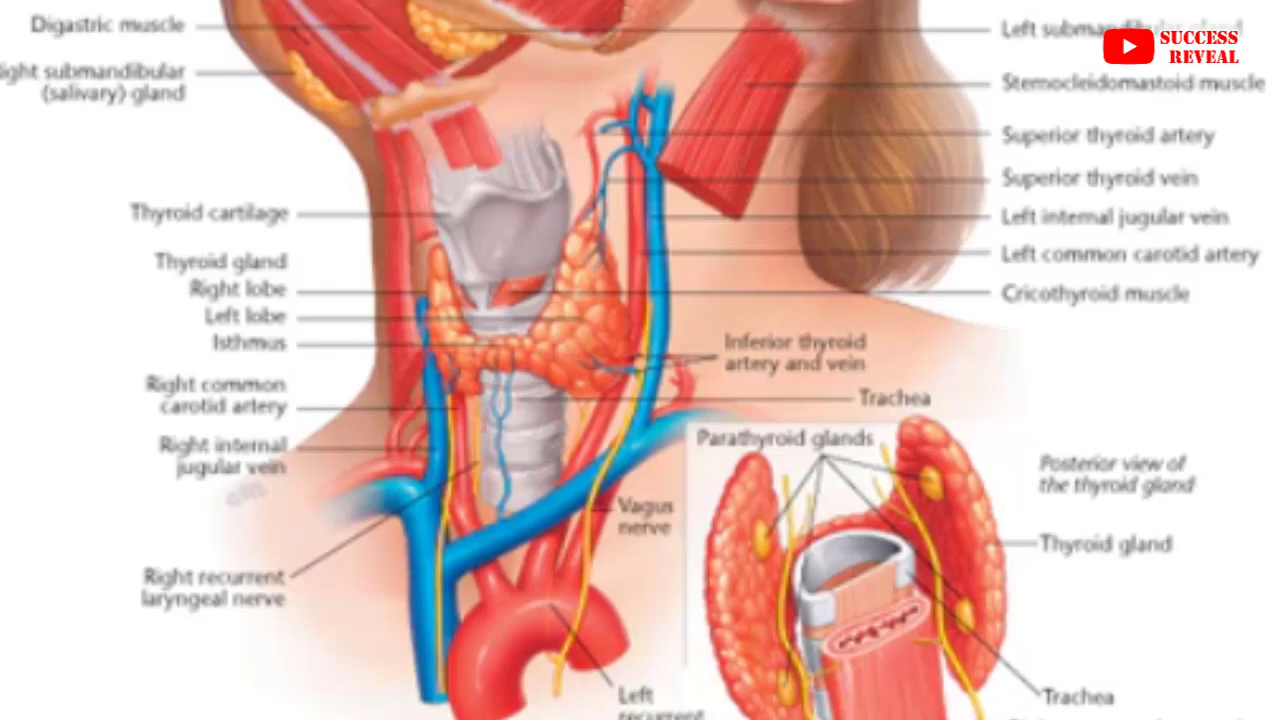 Digastric muscle
ight submandibular
(salivary) gland
Thyroid cartilage
Thyroid gland
Right lobe
Left lobe
Isthmus
Right common
carotid artery
Right internal
jugular vein
Right recurrent
laryngeal nerve
Left submandibular gland
SUCCESS
REVEAL
Sternocleidomastoid muscle
Superior thyroid artery
Superior thyroid vein
Left internal jugular vein
Left common carotid artery
Cricothyroid muscle
Inferior thyroid
artery and vein
Trachea
Parathyroid glands
Posterior view of
the thyroid gland
Vagus
nerve
Thyroid gland
Left
recurrent
Trachea